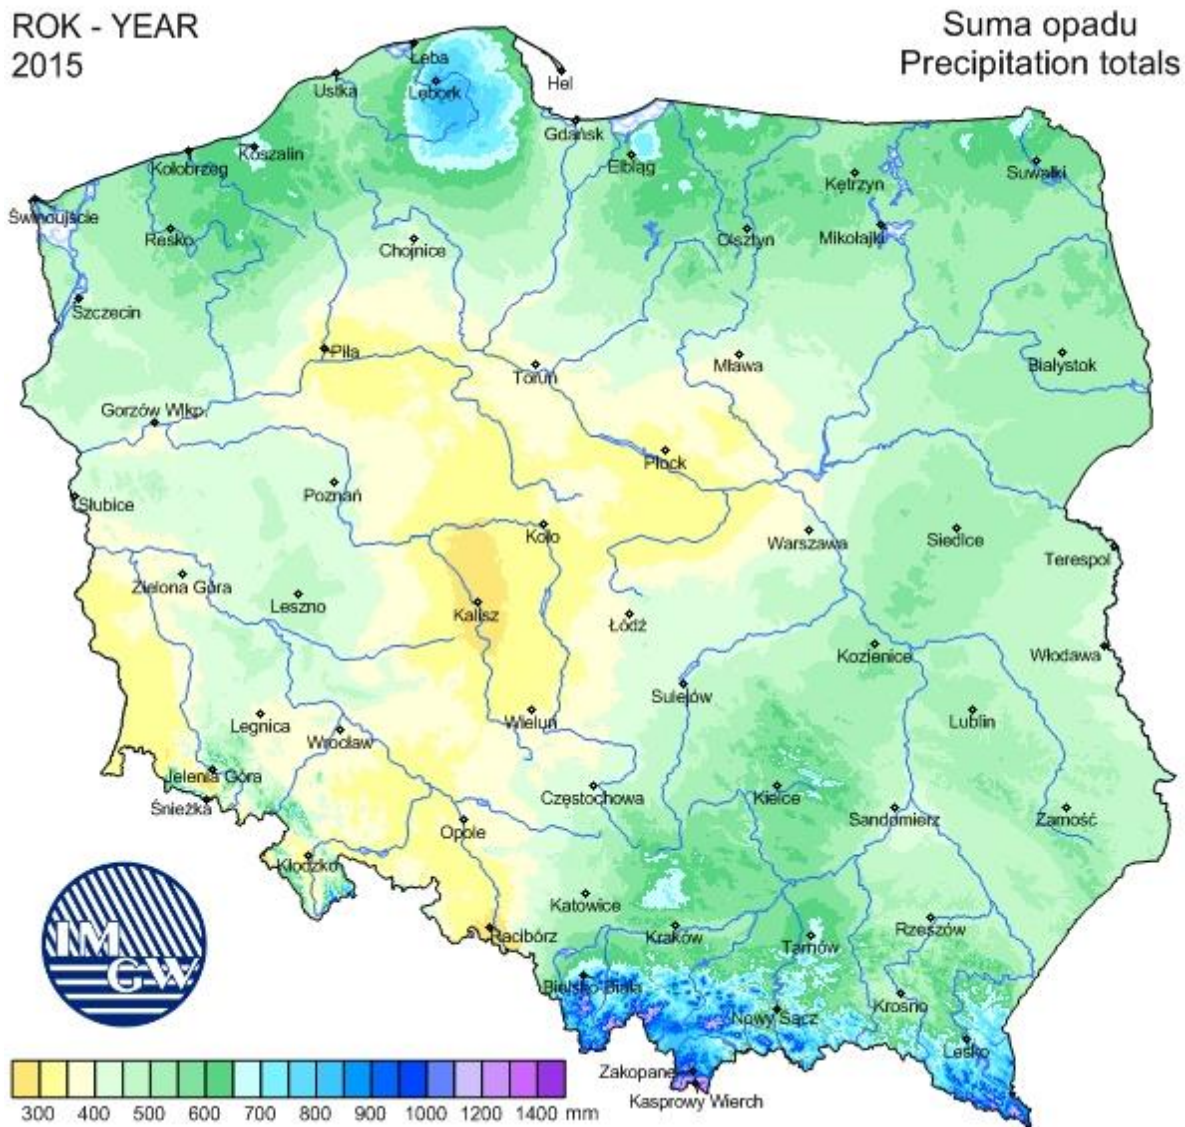 ROK - YEAR
2015
Suma opadu
Precipitation totals
Łeba
Hel
Ustka
Lębork
Gdańsk
Koszalin
Kołobrzeg
Elbląg
Kętrzyn
Suwałki
Świnoujście
Resko
Chojnice
Olsztyn
Mikołajki
Szczecin
Piła
Toruń
Mława
Białystok
Gorzów Wlkp.
Płock
Słubice
Poznań
Koło
Warszawa
Siedlce
Terespol
Zielona Góra
Leszno
Kalisz
Łódź
Kozienice
Włodawa
Sulejów
Legnica
Wrocław
Wieluń
Lublin
Jelenia Góra
Śnieżka
Częstochowa
Kielce
Sandomierz
Zamość
Opole
Kłodzko
Katowice
Racibórz
Kraków
Tarnów
Rzeszów
Bielsko Biała
Nowy Sącz
Krosno
Lesko
Zakopane
Kasprowy Wierch
IM
GW
300 400 500 600 700 800 900 1000 1200 1400 mm